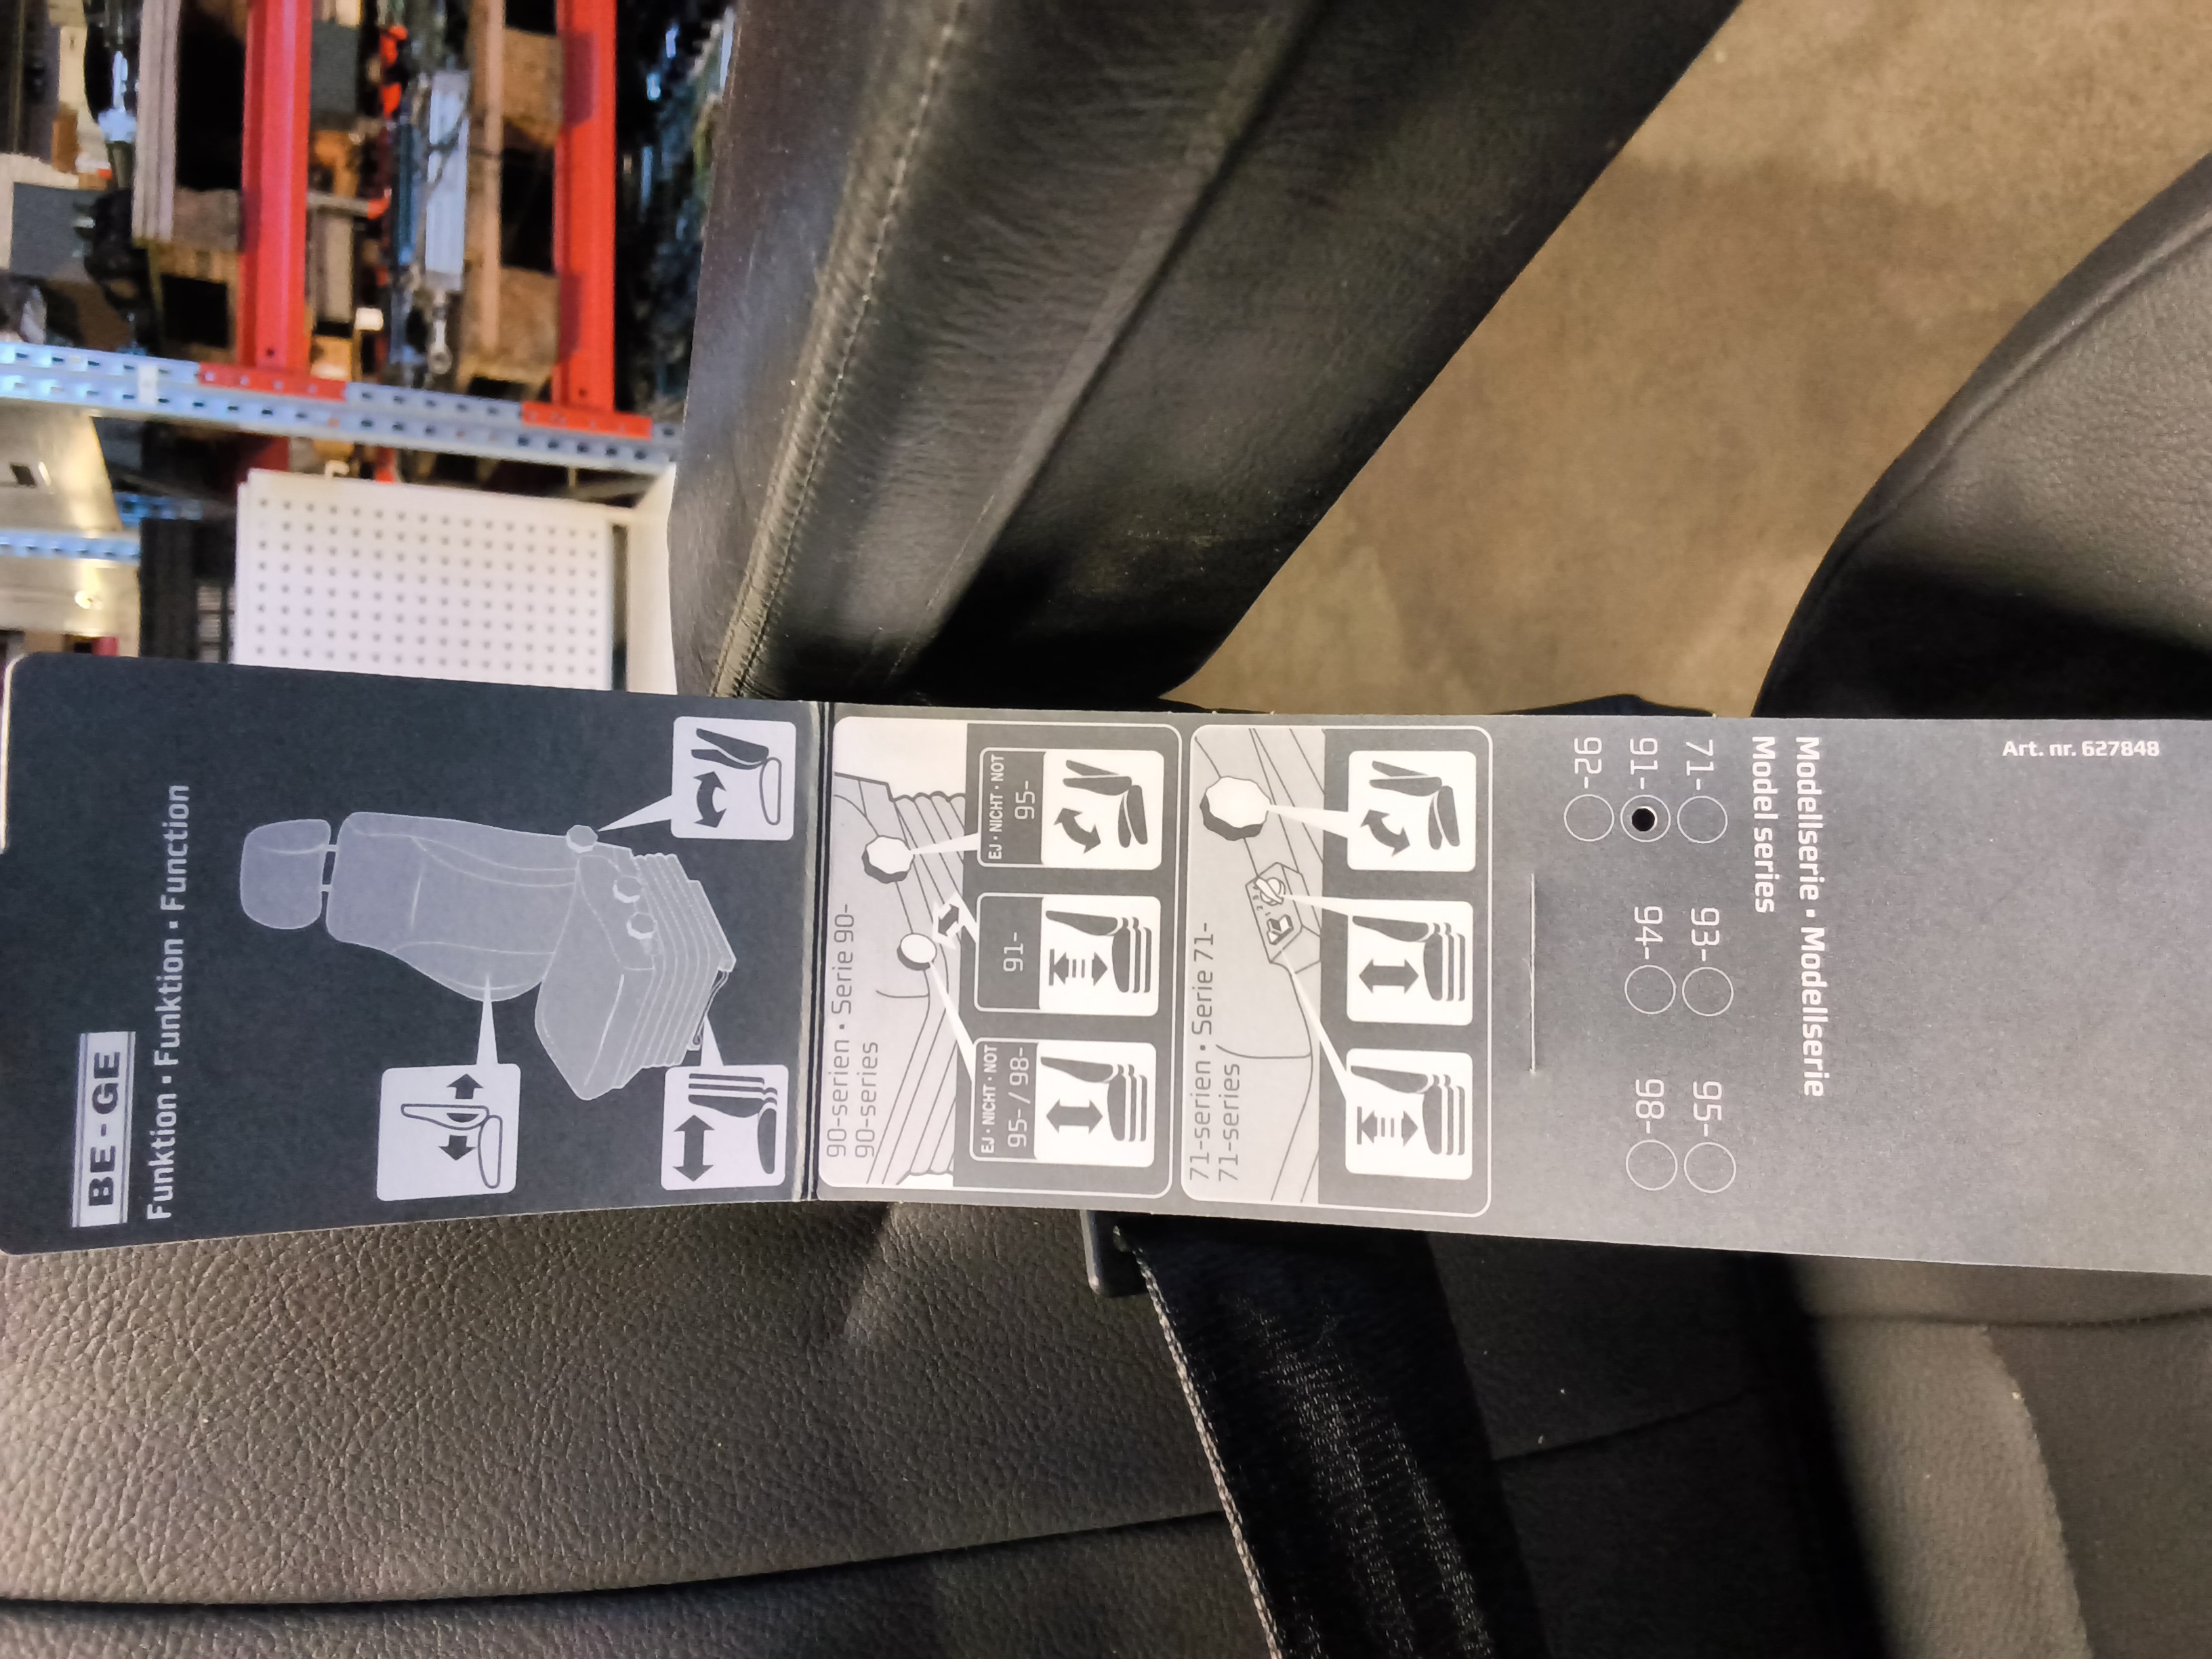 BE-GE
Funktion • Funktion • Function
90-serien • Serie 90-
90-series
EJ • NICHT • NOT
95- / 98-
91-
EJ • NICHT • NOT
95-
71-serien • Serie 71-
71-series
Modellserie • Modellserie
Model series
71- 93- 95-
91- 94- 98-
92-
Art. nr. 627848